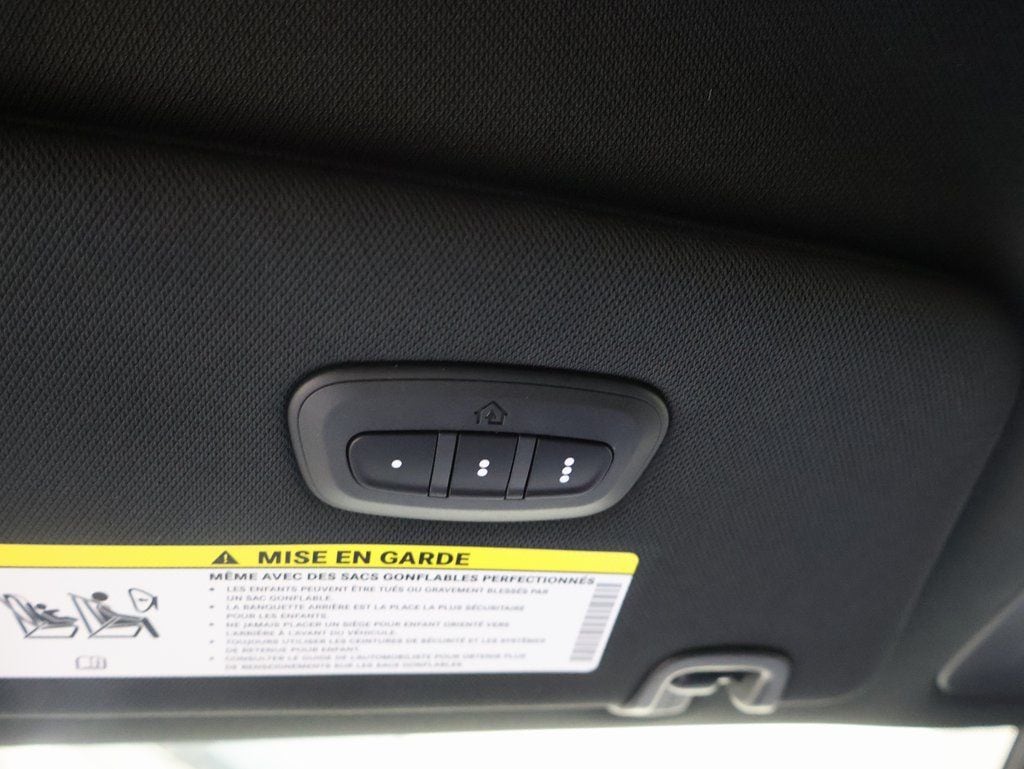 MISE EN GARDE
MÊME AVEC DES SACS GONFLABLES PERFECTIONNÉS
• LES ENFANTS PEUVENT ÊTRE TUÉS OU GRAVEMENT BLESSÉS PAR
UN SAC GONFLABLE.
• LA BANQUETTE ARRIÈRE EST LA PLACE LA PLUS SÉCURITAIRE
POUR LES ENFANTS.
• NE JAMAIS PLACER UN SIÈGE POUR ENFANT ORIENTÉ VERS
L'ARRIÈRE À L'AVANT DU VÉHICULE.
• TOUJOURS UTILISER LES CEINTURES DE SÉCURITÉ ET LES SYSTÈMES
DE RETENUE POUR ENFANT.
• CONSULTER LE GUIDE DE L'AUTOMOBILISTE POUR OBTENIR PLUS
DE RENSEIGNEMENTS SUR LES SACS GONFLABLES.